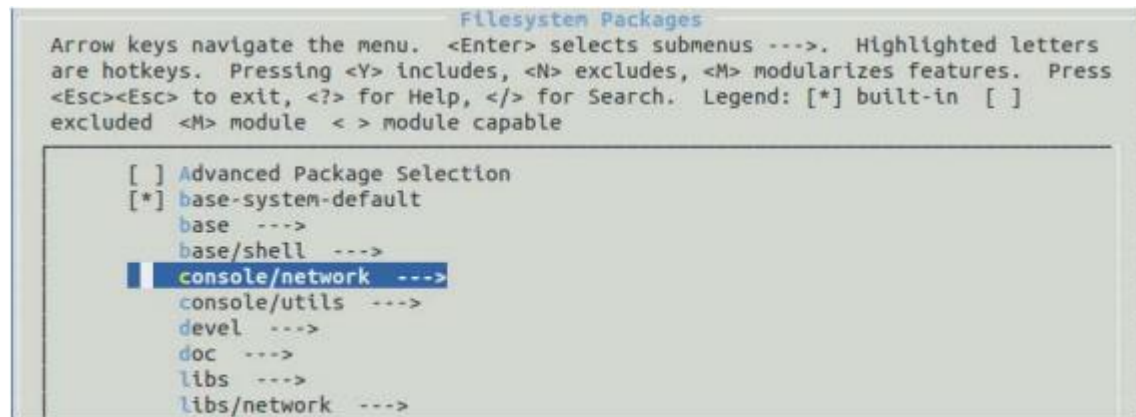 Filesystem Packages
Arrow keys navigate the menu. <Enter> selects submenus --->. Highlighted letters
are hotkeys. Pressing <Y> includes, <N> excludes, <M> modularizes features. Press
<Esc><Esc> to exit, <?> for Help, </> for Search. Legend: [*] built-in [ ]
excluded <M> module < > module capable
[ ] Advanced Package Selection
[*] base-system-default
base --->
base/shell --->
console/network --->
console/utils --->
devel --->
doc --->
libs --->
libs/network --->